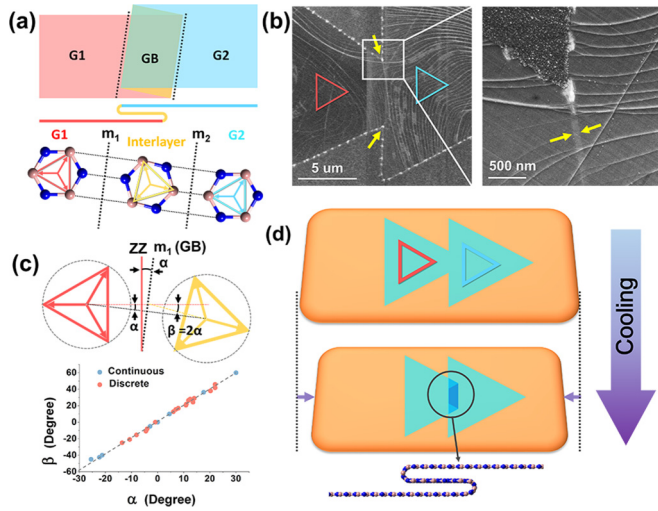 (a)
G1
GB
G2
G1
m1
Interlayer
m2
G2
(b)
5 um
500 nm
(c)
ZZ
m1 (GB)
α
α
β =2α
Continuous
Discrete
β (Degree)
60
40
20
0
-20
-40
-60
-30 -20 -10 0 10 20 30
α (Degree)
(d)
Cooling